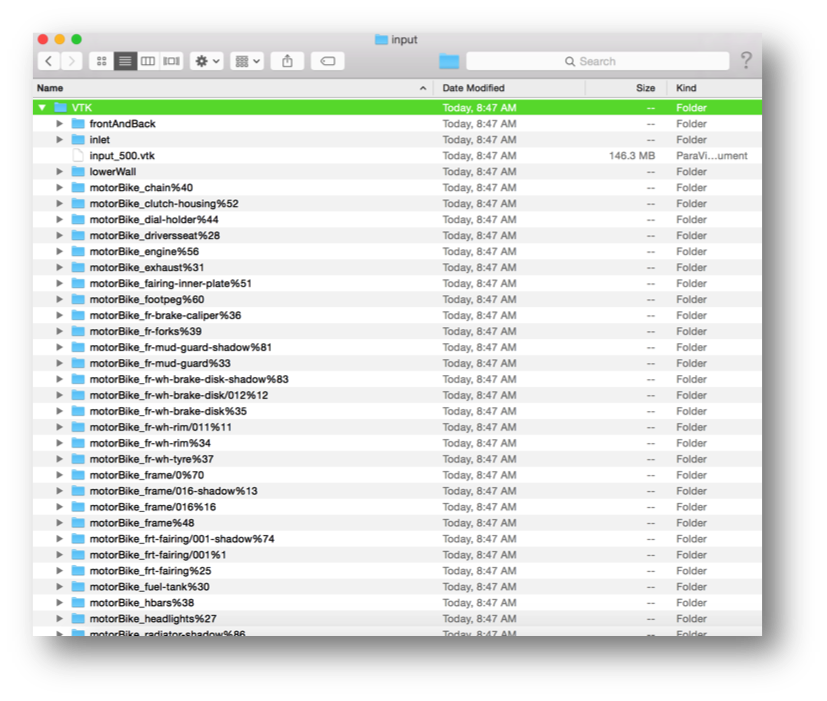 input
Search ?
Name Date Modified Size Kind
VTK Today, 8:47 AM -- Folder
frontAndBack Today, 8:47 AM -- Folder
inlet Today, 8:47 AM -- Folder
input_500.vtk Today, 8:47 AM 146.3 MB ParaVi...ument
lowerWall Today, 8:47 AM -- Folder
motorBike_chain%40 Today, 8:47 AM -- Folder
motorBike_clutch-housing%52 Today, 8:47 AM -- Folder
motorBike_dial-holder%44 Today, 8:47 AM -- Folder
motorBike_driversseat%28 Today, 8:47 AM -- Folder
motorBike_engine%56 Today, 8:47 AM -- Folder
motorBike_exhaust%31 Today, 8:47 AM -- Folder
motorBike_fairing-inner-plate%51 Today, 8:47 AM -- Folder
motorBike_footpeg%60 Today, 8:47 AM -- Folder
motorBike_fr-brake-caliper%36 Today, 8:47 AM -- Folder
motorBike_fr-forks%39 Today, 8:47 AM -- Folder
motorBike_fr-mud-guard-shadow%81 Today, 8:47 AM -- Folder
motorBike_fr-mud-guard%33 Today, 8:47 AM -- Folder
motorBike_fr-wh-brake-disk-shadow%83 Today, 8:47 AM -- Folder
motorBike_fr-wh-brake-disk/012%12 Today, 8:47 AM -- Folder
motorBike_fr-wh-brake-disk%35 Today, 8:47 AM -- Folder
motorBike_fr-wh-rim/011%11 Today, 8:47 AM -- Folder
motorBike_fr-wh-rim%34 Today, 8:47 AM -- Folder
motorBike_fr-wh-tyre%37 Today, 8:47 AM -- Folder
motorBike_frame/0%70 Today, 8:47 AM -- Folder
motorBike_frame/016-shadow%13 Today, 8:47 AM -- Folder
motorBike_frame/016%16 Today, 8:47 AM -- Folder
motorBike_frame%48 Today, 8:47 AM -- Folder
motorBike_frt-fairing/001-shadow%74 Today, 8:47 AM -- Folder
motorBike_frt-fairing/001%1 Today, 8:47 AM -- Folder
motorBike_frt-fairing%25 Today, 8:47 AM -- Folder
motorBike_fuel-tank%30 Today, 8:47 AM -- Folder
motorBike_hbars%38 Today, 8:47 AM -- Folder
motorBike_headlights%27 Today, 8:47 AM -- Folder
motorBike_radiator-shadow%86 Today, 8:47 AM -- Folder